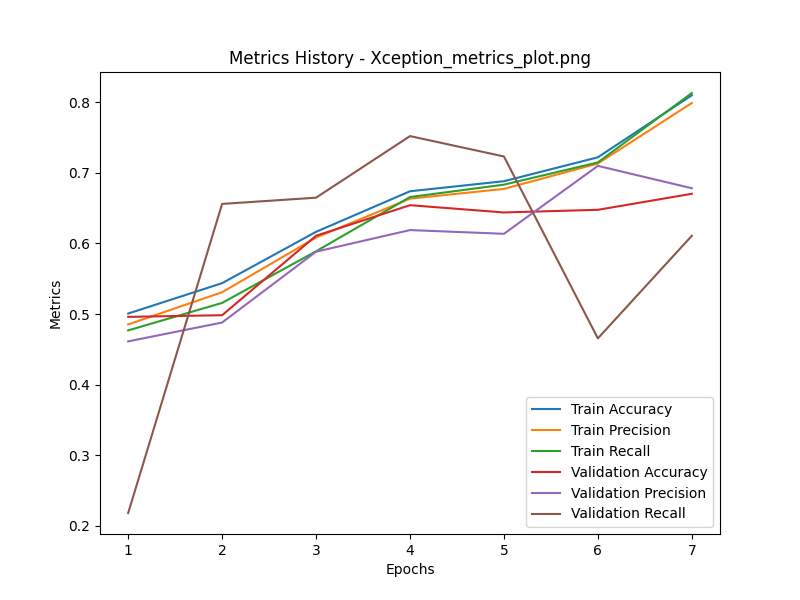 Metrics History - Xception_metrics_plot.png
0.8
0.7
0.6
0.5
0.4
0.3
0.2
Metrics
1 2 3 4 5 6 7
Epochs
Train Accuracy
Train Precision
Train Recall
Validation Accuracy
Validation Precision
Validation Recall